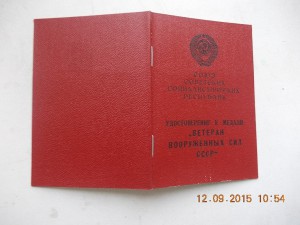 СОЮЗ
СОВЕТСКИХ
СОЦИАЛИСТИЧЕСКИХ
РЕСПУБЛИК
УДОСТОВЕРЕНИЕ К МЕДАЛИ
„ВЕТЕРАН
ВООРУЖЕННЫХ СИЛ
СССР“
12.09.2015 10:54